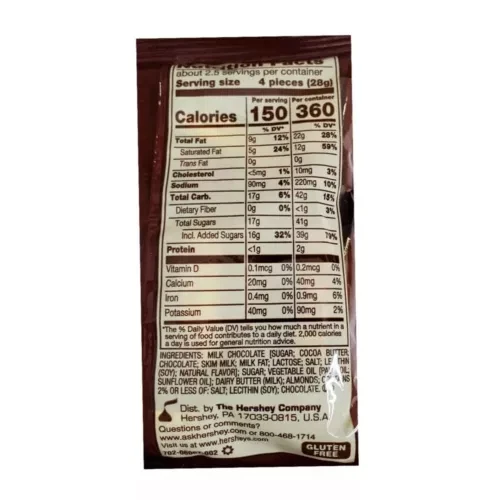 Nutrition Facts
about 2.5 servings per container
Serving size 4 pieces (28g)
Per serving Per container
Calories 150 360
% DV* % DV*
Total Fat 9g 12% 22g 28%
Saturated Fat 5g 24% 12g 59%
Trans Fat 0g 0g
Cholesterol <5mg 1% 10mg 3%
Sodium 90mg 4% 220mg 10%
Total Carb. 17g 6% 42g 15%
Dietary Fiber 0g 0% <1g 3%
Total Sugars 17g 41g
Incl. Added Sugars 16g 32% 39g 79%
Protein <1g 2g
Vitamin D 0.1mcg 0% 0.2mcg 0%
Calcium 20mg 0% 40mg 4%
Iron 0.4mg 0% 0.9mg 6%
Potassium 40mg 0% 90mg 2%
*The % Daily Value (DV) tells you how much a nutrient in a
serving of food contributes to a daily diet. 2,000 calories
a day is used for general nutrition advice.
INGREDIENTS: MILK CHOCOLATE [SUGAR; COCOA BUTTER;
CHOCOLATE; SKIM MILK; MILK FAT; LACTOSE; SALT; LECITHIN
(SOY); NATURAL FLAVOR]; SUGAR; VEGETABLE OIL
SUNFLOWER OIL]; DAIRY BUTTER (MILK); ALMONDS;
2% OR LESS OF: SALT; LECITHIN (SOY); CHOCOLATE.
Dist. by The Hershey Company
Hershey, PA 17033-0815, U.S.A.
Questions or comments?
www.askhershey.com or 800-468-1714
Visit us at www.hersheys.com
GLUTEN
FREE